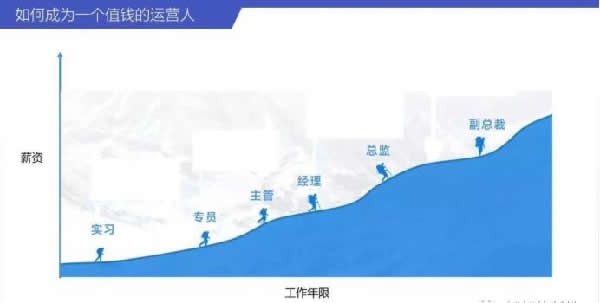 如何成为一个值钱的运营人
副总裁
总监
经理
主管
专员
实习
薪资
工作年限